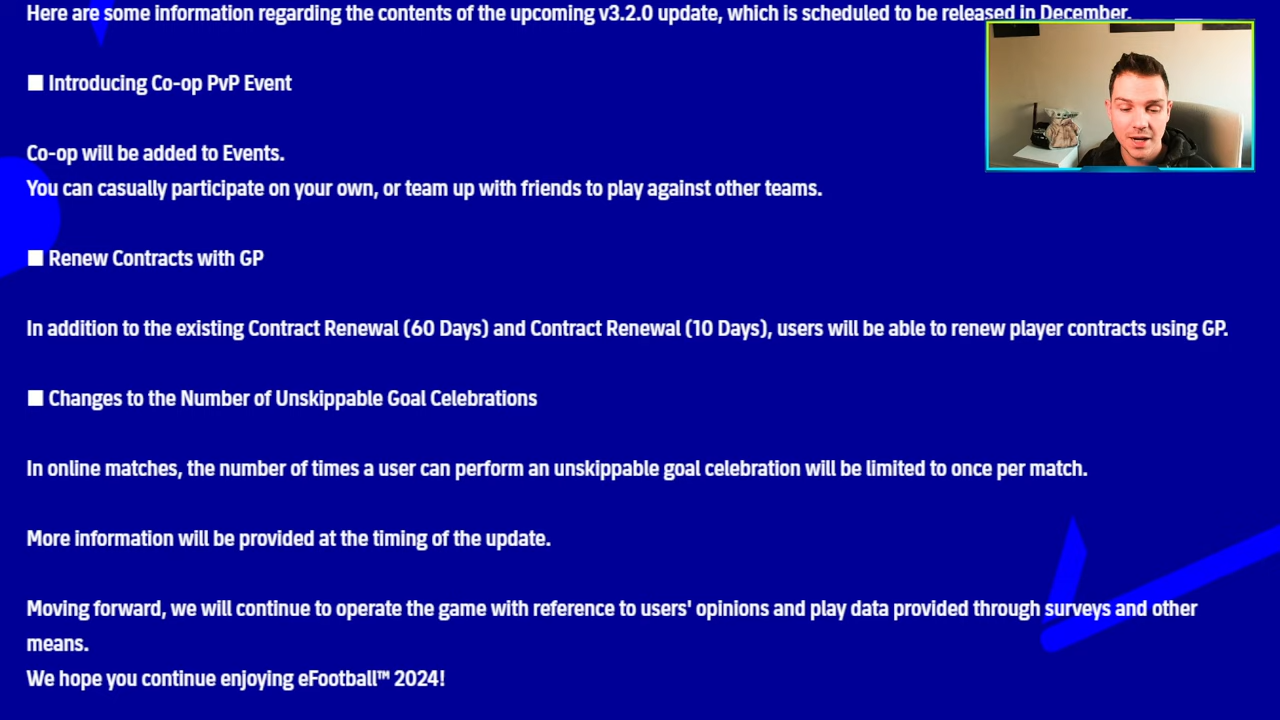 Here are some information regarding the contents of the upcoming v3.2.0 update, which is scheduled to be released in December.
■ Introducing Co-op PvP Event
Co-op will be added to Events.
You can casually participate on your own, or team up with friends to play against other teams.
■ Renew Contracts with GP
In addition to the existing Contract Renewal (60 Days) and Contract Renewal (10 Days), users will be able to renew player contracts using GP.
■ Changes to the Number of Unskippable Goal Celebrations
In online matches, the number of times a user can perform an unskippable goal celebration will be limited to once per match.
More information will be provided at the timing of the update.
Moving forward, we will continue to operate the game with reference to users' opinions and play data provided through surveys and other
means.
We hope you continue enjoying eFootball™ 2024!